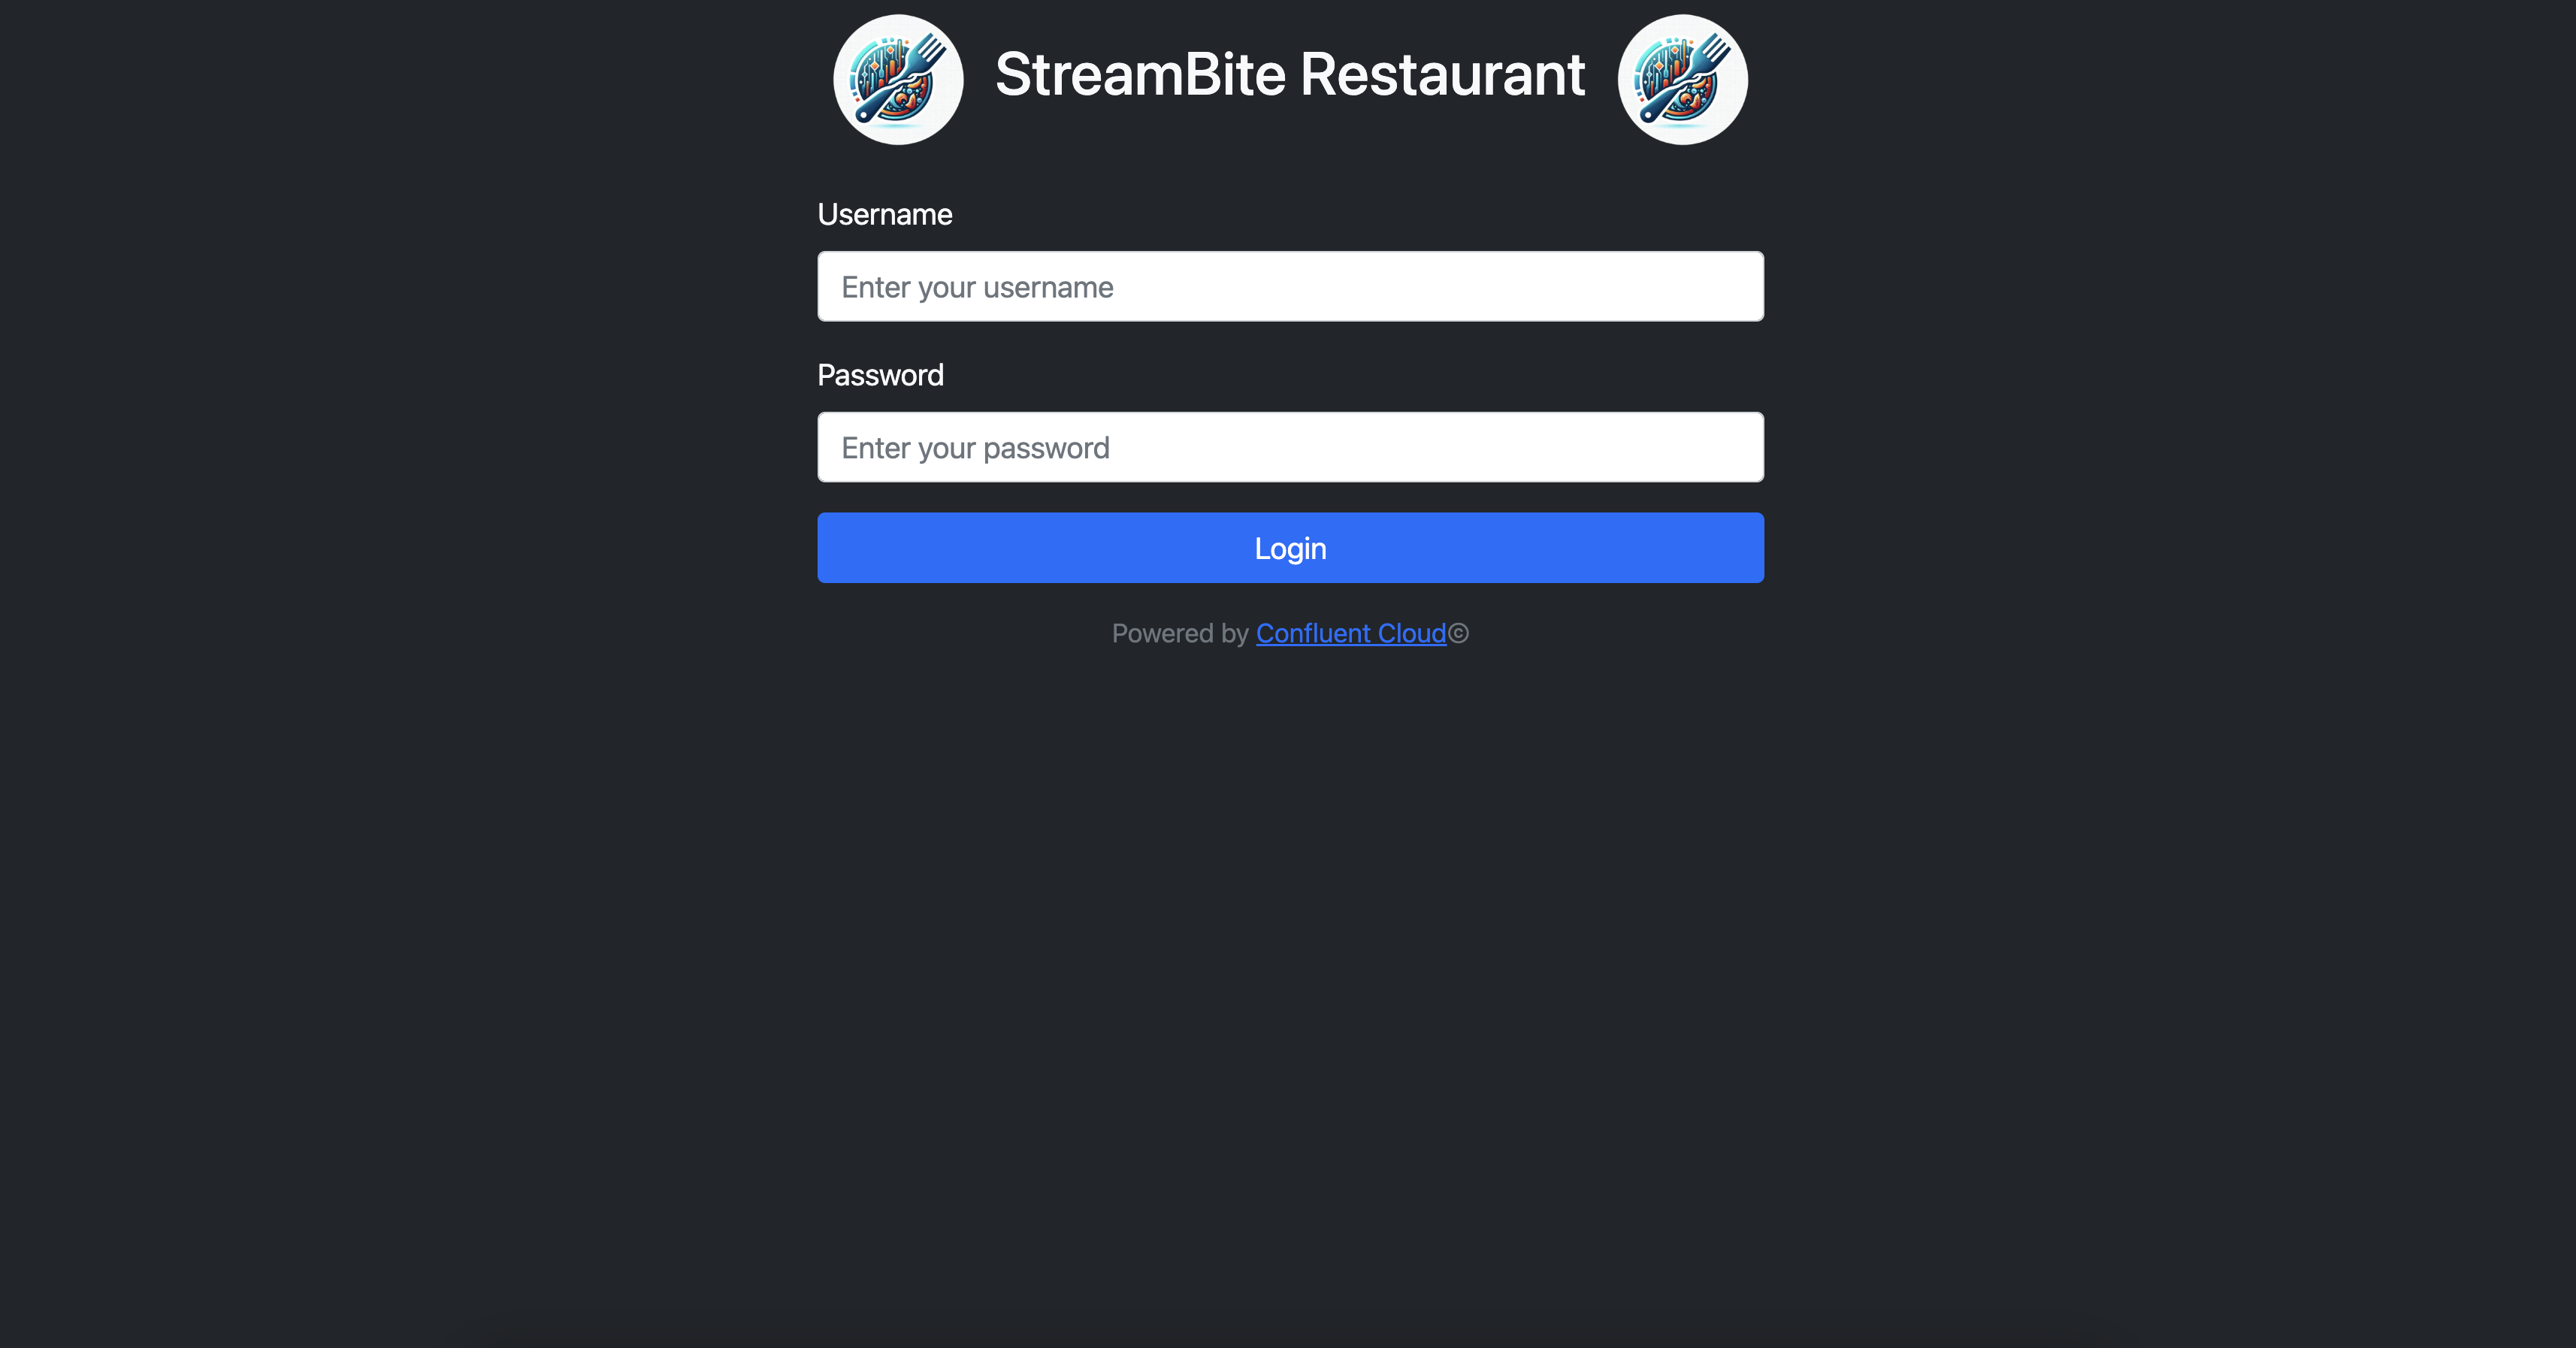 StreamBite Restaurant
Username
Enter your username
Password
Enter your password
Login
Powered by Confluent Cloud©